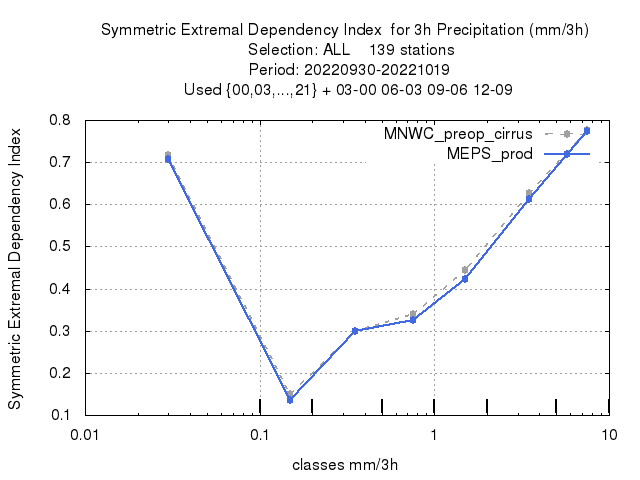 Symmetric Extremal Dependency Index  for 3h Precipitation (mm/3h)
Selection: ALL    139 stations
Period: 20220930-20221019
Used {00,03,...,21} + 03-00 06-03 09-06 12-09
MNWC_preop_cirrus
MEPS_prod
Symmetric Extremal Dependency Index
0.8
0.7
0.6
0.5
0.4
0.3
0.2
0.1
0.01 0.1 1 10
classes mm/3h